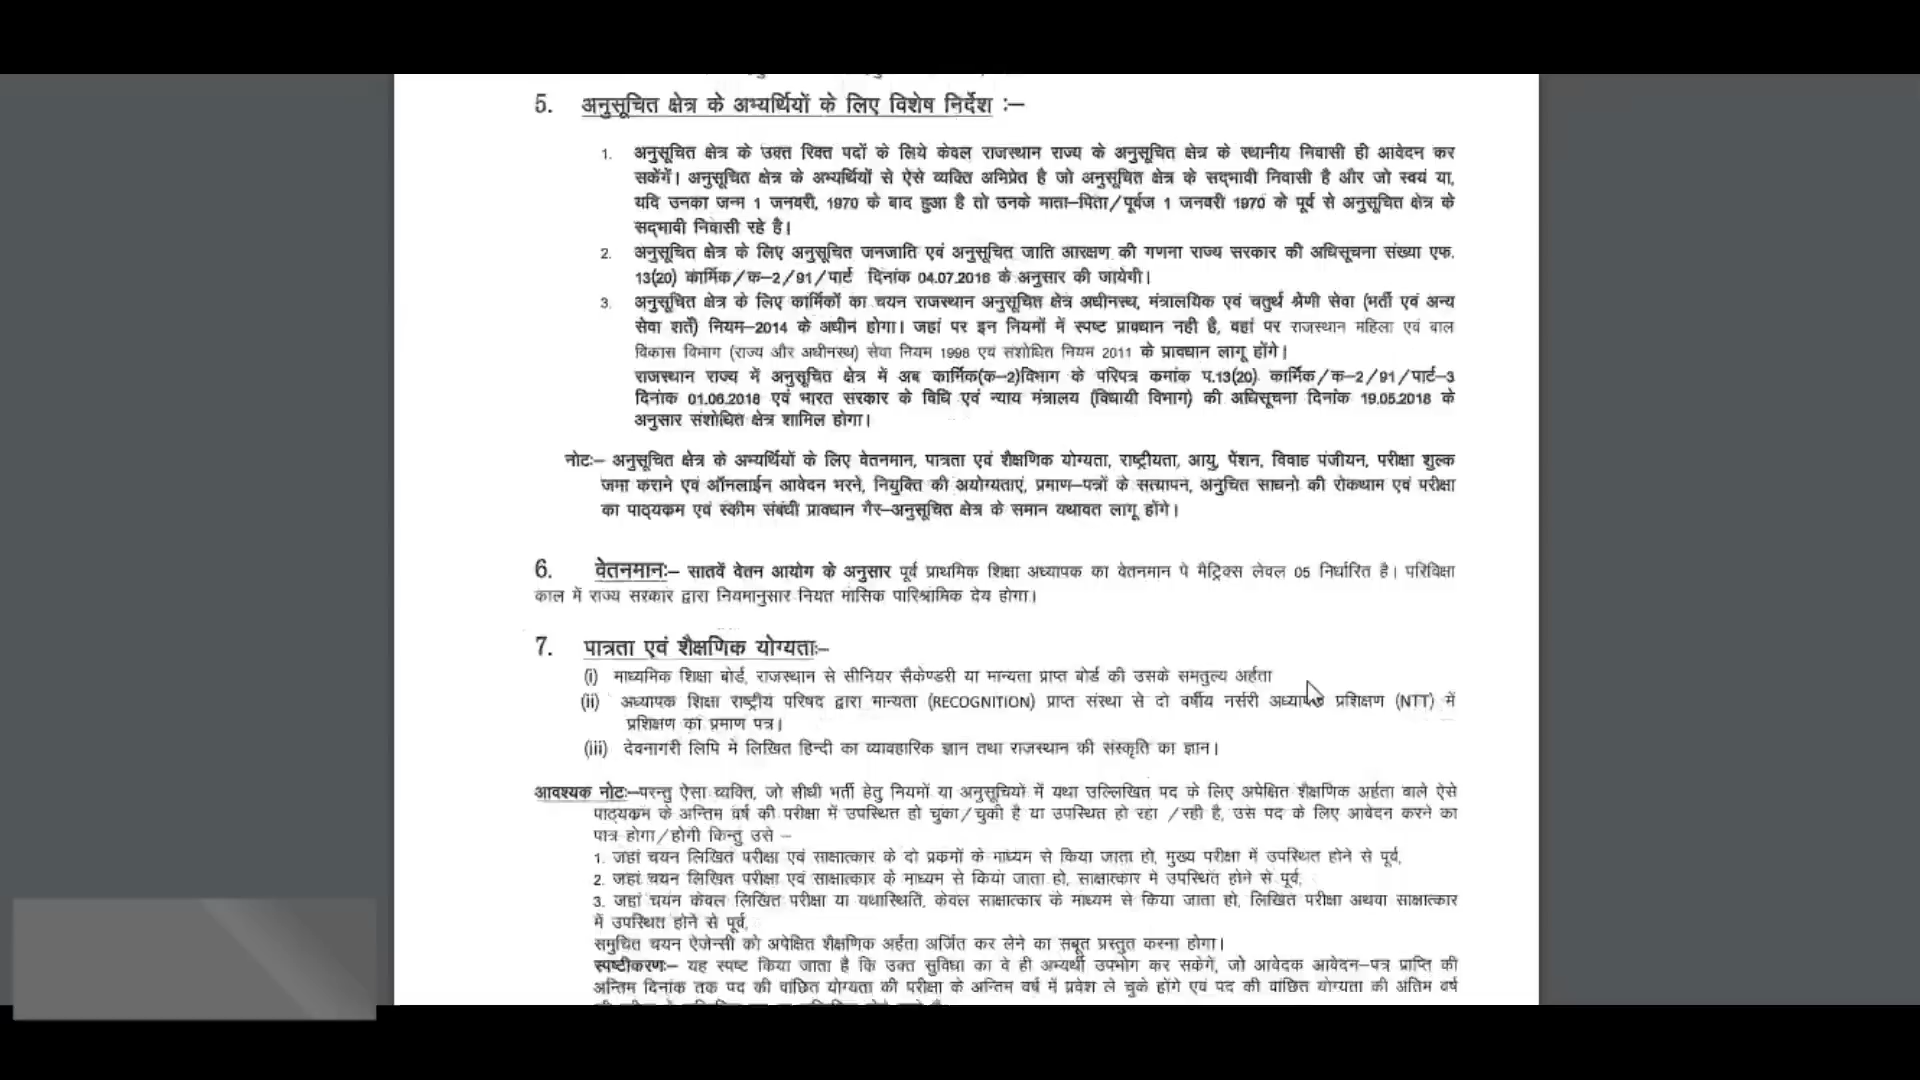 5. अनुसूचित क्षेत्र के अभ्यर्थियों के लिए विशेष निर्देश :–
1. अनुसूचित क्षेत्र के उक्त रिक्त पदों के लिये केवल राजस्थान राज्य के अनुसूचित क्षेत्र के स्थानीय निवासी ही आवेदन कर
सकेंगें। अनुसूचित क्षेत्र के अभ्यर्थियों से ऐसे व्यक्ति अभिप्रेत है जो अनुसूचित क्षेत्र के सद्भावी निवासी है और जो स्वयं या,
यदि उनका जन्म 1 जनवरी, 1970 के बाद हुआ है तो उनके माता–पिता/पूर्वज 1 जनवरी 1970 के पूर्व से अनुसूचित क्षेत्र के
सद्भावी निवासी रहे है।
2. अनुसूचित क्षेत्र के लिए अनुसूचित जनजाति एवं अनुसूचित जाति आरक्षण की गणना राज्य सरकार की अधिसूचना संख्या एफ.
13(20) कार्मिक/क–2/91/पार्ट दिनांक 04.07.2016 के अनुसार की जायेगी।
3. अनुसूचित क्षेत्र के लिए कार्मिकों का चयन राजस्थान अनुसूचित क्षेत्र अधीनस्थ, मंत्रालयिक एवं चतुर्थ श्रेणी सेवा (भर्ती एवं अन्य
सेवा शर्तें) नियम–2014 के अधीन होगा। जहां पर इन नियमों में स्पष्ट प्रावधान नही है, वहां पर राजस्थान महिला एवं बाल
विकास विभाग (राज्य और अधीनस्थ) सेवा नियम 1998 एवं संशोधित नियम 2011 के प्रावधान लागू होंगे।
राजस्थान राज्य में अनुसूचित क्षेत्र में अब कार्मिक(क–2)विभाग के परिपत्र कमांक प.13(20) कार्मिक/क–2/91/पार्ट–3
दिनांक 01.06.2018 एवं भारत सरकार के विधि एवं न्याय मंत्रालय (विधायी विभाग) की अधिसूचना दिनांक 19.05.2018 के
अनुसार संशोधित क्षेत्र शामिल होगा।
नोटः– अनुसूचित क्षेत्र के अभ्यर्थियों के लिए वेतनमान, पात्रता एवं शैक्षणिक योग्यता, राष्ट्रीयता, आयु, पेंशन, विवाह पंजीयन, परीक्षा शुल्क
जमा कराने एवं ऑनलाईन आवेदन भरने, नियुक्ति की अयोग्यताएं, प्रमाण–पत्रों के सत्यापन, अनुचित साधनो की रोकथाम एवं परीक्षा
का पाठ्यकम एवं स्कीम संबंधी प्रावधान गैर–अनुसूचित क्षेत्र के समान यथावत लागू होंगे।
6. वेतनमानः– सातवें वेतन आयोग के अनुसार पूर्व प्राथमिक शिक्षा अध्यापक का वेतनमान पे मैट्रिक्स लेवल 05 निर्धारित है। परिविक्षा
काल में राज्य सरकार द्वारा नियमानुसार नियत मासिक पारिश्रामिक देय होगा।
7. पात्रता एवं शैक्षणिक योग्यताः–
(i) माध्यमिक शिक्षा बोर्ड, राजस्थान से सीनियर सैकेण्डरी या मान्यता प्राप्त बोर्ड की उसके समतुल्य अर्हता
(ii) अध्यापक शिक्षा राष्ट्रीय परिषद द्वारा मान्यता (RECOGNITION) प्राप्त संस्था से दो वर्षीय नर्सरी अध्यापक प्रशिक्षण (NTT) में
प्रशिक्षण का प्रमाण पत्र।
(iii) देवनागरी लिपि मे लिखित हिन्दी का व्यावहारिक ज्ञान तथा राजस्थान की संस्कृति का ज्ञान।
आवश्यक नोटः–परन्तु ऐसा व्यक्ति, जो सीधी भर्ती हेतु नियमों या अनुसूचियों में यथा उल्लिखित पद के लिए अपेक्षित शैक्षणिक अर्हता वाले ऐसे
पाठ्यकम के अन्तिम वर्ष की परीक्षा में उपस्थित हो चुका/चुकी है या उपस्थित हो रहा /रही है, उस पद के लिए आवेदन करने का
पात्र होगा/होगी किन्तु उसे –
1. जहां चयन लिखित परीक्षा एवं साक्षात्कार के दो प्रकमों के माध्यम से किया जाता हो, मुख्य परीक्षा में उपस्थित होने से पूर्व,
2. जहां चयन लिखित परीक्षा एवं साक्षात्कार के माध्यम से किया जाता हो, साक्षात्कार मे उपस्थित होने से पूर्व,
3. जहां चयन केवल लिखित परीक्षा या यथास्थिति, केवल साक्षात्कार के माध्यम से किया जाता हो, लिखित परीक्षा अथवा साक्षात्कार
में उपस्थित होने से पूर्व,
समुचित चयन ऐजेन्सी को अपेक्षित शैक्षणिक अर्हता अर्जित कर लेने का सबूत प्रस्तुत करना होगा।
स्पष्टीकरणः– यह स्पष्ट किया जाता है कि उक्त सुविधा का वे ही अभ्यर्थी उपभोग कर सकेगें, जो आवेदक आवेदन–पत्र प्राप्ति की
अन्तिम दिनांक तक पद की वांछित योग्यता की परीक्षा के अन्तिम वर्ष में प्रवेश ले चुके होंगे एवं पद की वांछित योग्यता की अंतिम वर्ष